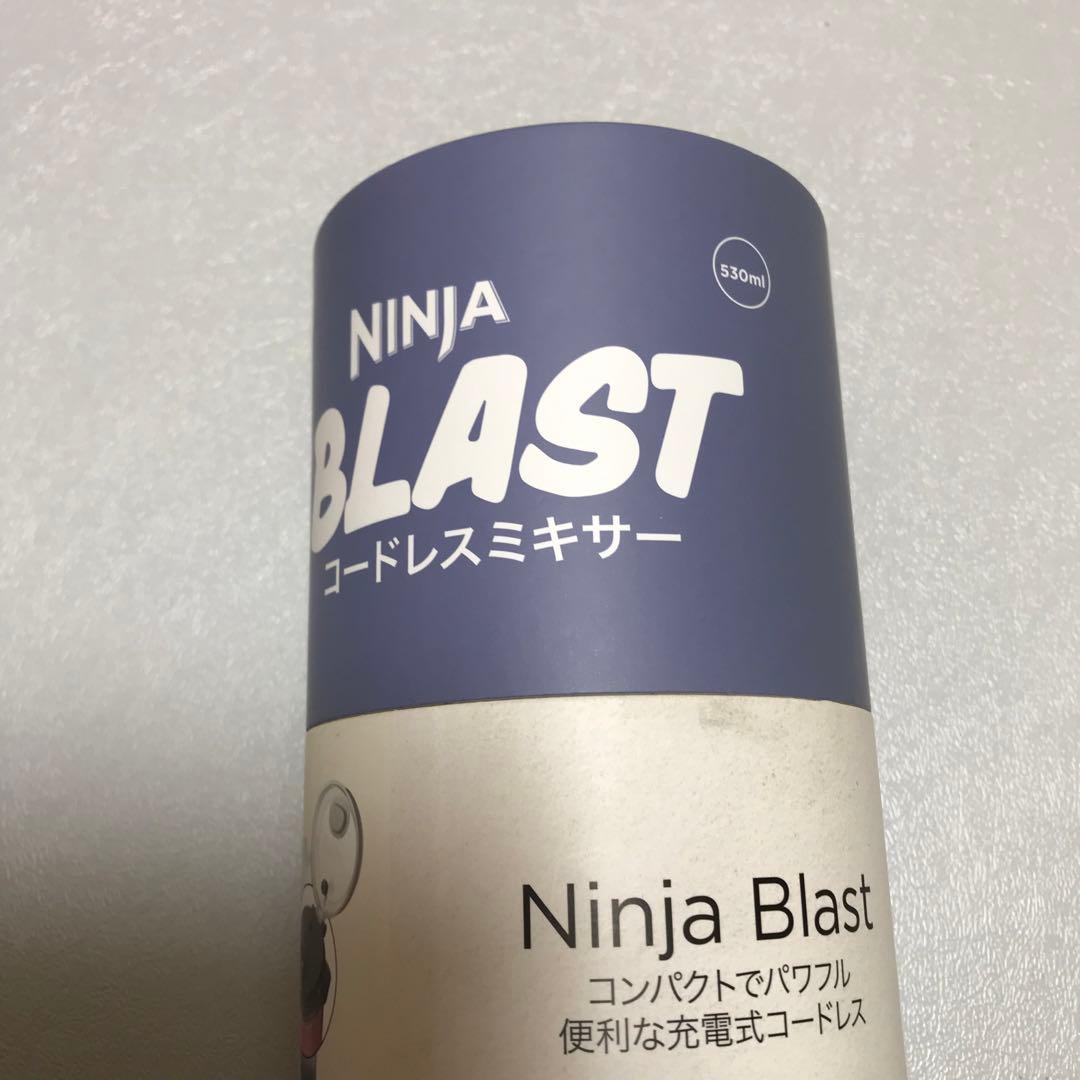 530ml
NINJA
BLAST
コードレスミキサー
Ninja Blast
コンパクトでパワフル
便利な充電式コードレス